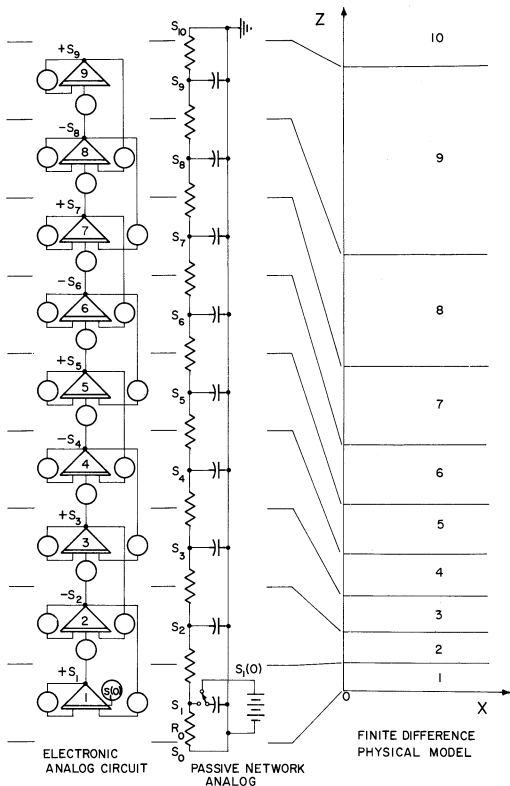 +S9
9
−S8
8
+S7
7
−S6
6
+S5
5
−S4
4
+S3
3
−S2
2
+S1
S(0)
1
ELECTRONIC
ANALOG CIRCUIT
S10
S9
S8
S7
S6
S5
S4
S3
S2
S1(0)
S1
R0
S0
PASSIVE NETWORK
ANALOG
Z
10
9
8
7
6
5
4
3
2
1
0
X
FINITE DIFFERENCE
PHYSICAL MODEL